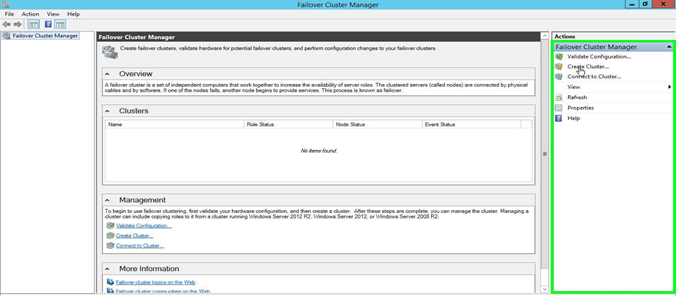 Failover Cluster Manager
File Action View Help
Failover Cluster Manager
Failover Cluster Manager
Create failover clusters, validate hardware for potential failover clusters, and perform configuration changes to your failover clusters.
Overview
A failover cluster is a set of independent computers that work together to increase the availability of server roles. The clustered servers (called nodes) are connected by physical
cables and by software. If one of the nodes fails, another node begins to provide services. This process is known as failover.
Clusters
Name Role Status Node Status Event Status
No items found.
Management
To begin to use failover clustering, first validate your hardware configuration, and then create a cluster. After these steps are complete, you can manage the cluster. Managing a
cluster can include copying roles to it from a cluster running Windows Server 2012 R2, Windows Server 2012, or Windows Server 2008 R2.
Validate Configuration...
Create Cluster...
Connect to Cluster...
More Information
Failover cluster topics on the Web
Failover cluster communities on the Web
Actions
Failover Cluster Manager
Validate Configuration...
Create Cluster...
Connect to Cluster...
View
Refresh
Properties
Help